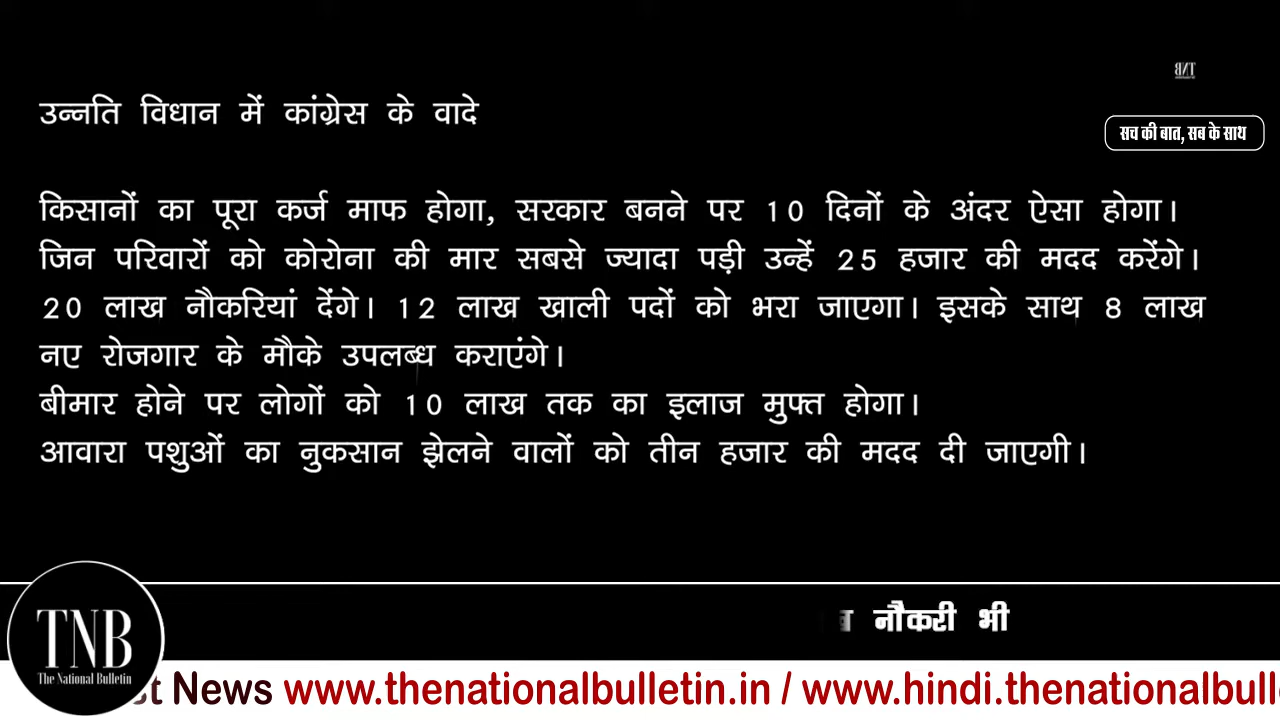 उन्नति विधान में कांग्रेस के वादे
TNB
सच की बात, सब के साथ
किसानों का पूरा कर्ज माफ होगा, सरकार बनने पर 10 दिनों के अंदर ऐसा होगा।
जिन परिवारों को कोरोना की मार सबसे ज्यादा पड़ी उन्हें 25 हजार की मदद करेंगे।
20 लाख नौकरियां देंगे। 12 लाख खाली पदों को भरा जाएगा। इसके साथ 8 लाख
नए रोजगार के मौके उपलब्ध कराएंगे।
बीमार होने पर लोगों को 10 लाख तक का इलाज मुफ्त होगा।
आवारा पशुओं का नुकसान झेलने वालों को तीन हजार की मदद दी जाएगी।
नौकरी भी
TNB
The National Bulletin
News www.thenationalbulletin.in / www.hindi.thenationalbull